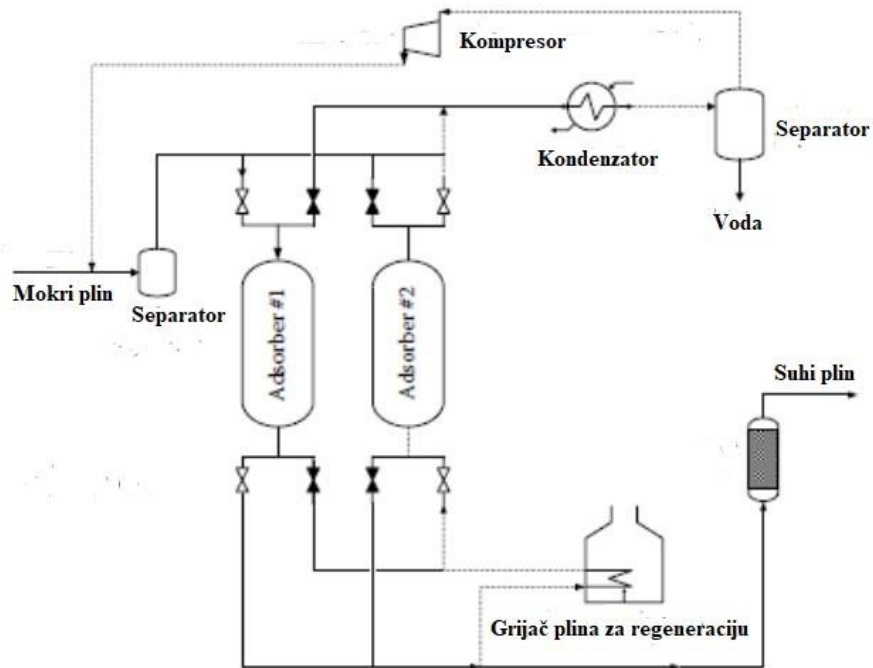 Kompresor
Kondenzator
Separator
Voda
Mokri plin
Separator
Adsorber #1
Adsorber #2
Suhi plin
Grijač plina za regeneraciju